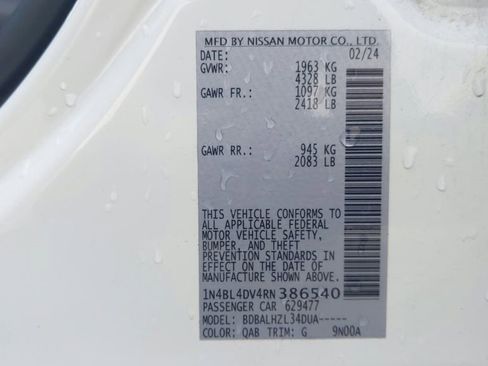 MFD BY NISSAN MOTOR CO., LTD.
DATE: 02/24
GVWR: 1963 KG
4328 LB
GAWR FR.: 1097 KG
2418 LB
GAWR RR.: 945 KG
2083 LB
THIS VEHICLE CONFORMS TO
ALL APPLICABLE FEDERAL
MOTOR VEHICLE SAFETY,
BUMPER, AND THEFT
PREVENTION STANDARDS IN
EFFECT ON THE DATE OF
MANUFACTURE SHOWN ABOVE.
1N4BL4DV4RN386540
PASSENGER CAR 629477
MODEL: BDBALHZL34DUA-----
COLOR: QAB TRIM: G 9N00A